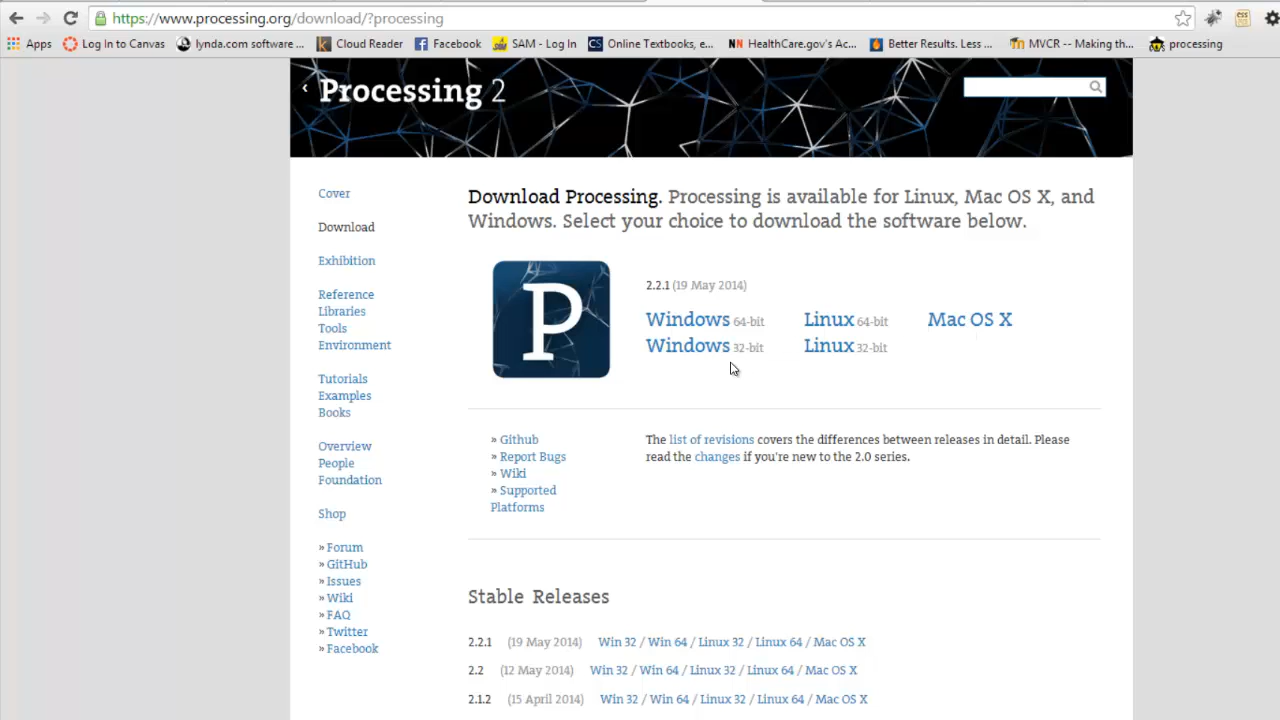 https://www.processing.org/download/?processing
Apps
Log In to Canvas
lynda.com software ...
Cloud Reader
Facebook
SAM - Log In
Online Textbooks, e...
HealthCare.gov's Ac...
Better Results. Less ...
MVCR -- Making th...
processing
Processing 2
Cover
Download
Exhibition
Reference
Libraries
Tools
Environment
Tutorials
Examples
Books
Overview
People
Foundation
Shop
» Forum
» GitHub
» Issues
» Wiki
» FAQ
» Twitter
» Facebook
Download Processing. Processing is available for Linux, Mac OS X, and
Windows. Select your choice to download the software below.
P
2.2.1 (19 May 2014)
Windows 64-bit Linux 64-bit Mac OS X
Windows 32-bit Linux 32-bit
» Github
» Report Bugs
» Wiki
» Supported
Platforms
The list of revisions covers the differences between releases in detail. Please
read the changes if you're new to the 2.0 series.
Stable Releases
2.2.1 (19 May 2014) Win 32 / Win 64 / Linux 32 / Linux 64 / Mac OS X
2.2 (12 May 2014) Win 32 / Win 64 / Linux 32 / Linux 64 / Mac OS X
2.1.2 (15 April 2014) Win 32 / Win 64 / Linux 32 / Linux 64 / Mac OS X